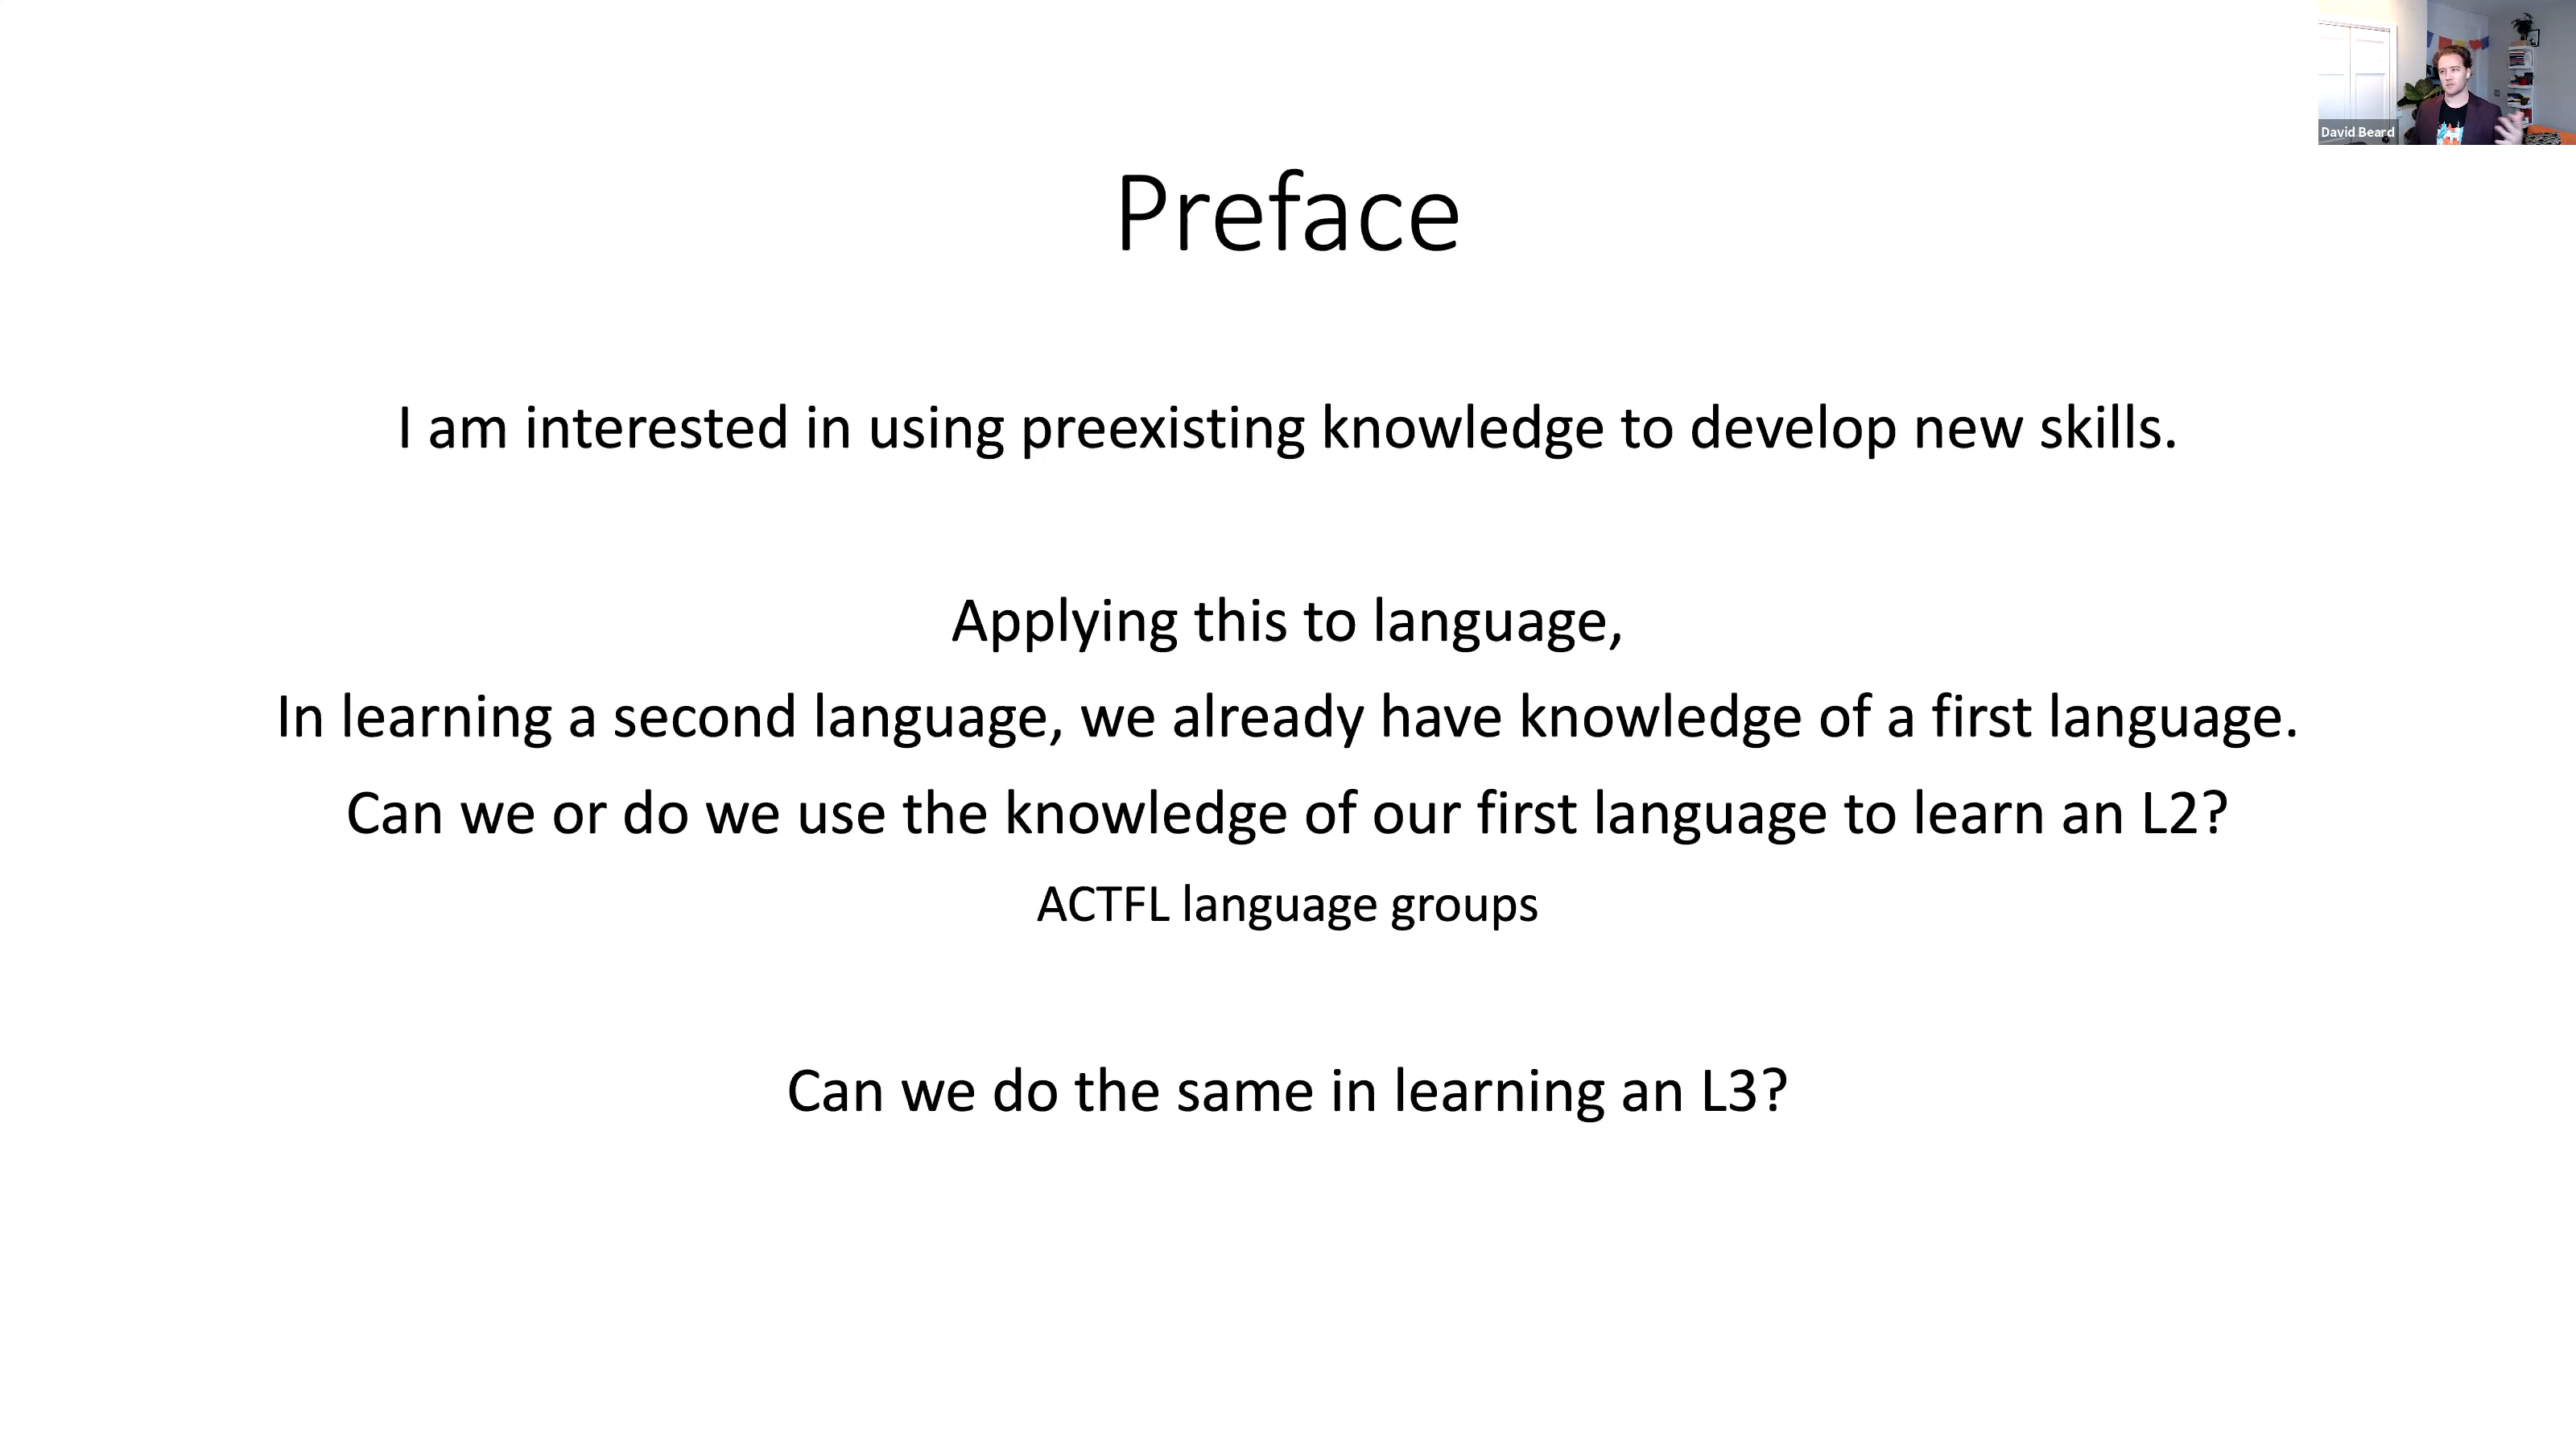 David Beard
Preface
I am interested in using preexisting knowledge to develop new skills.
Applying this to language,
In learning a second language, we already have knowledge of a first language.
Can we or do we use the knowledge of our first language to learn an L2?
ACTFL language groups
Can we do the same in learning an L3?